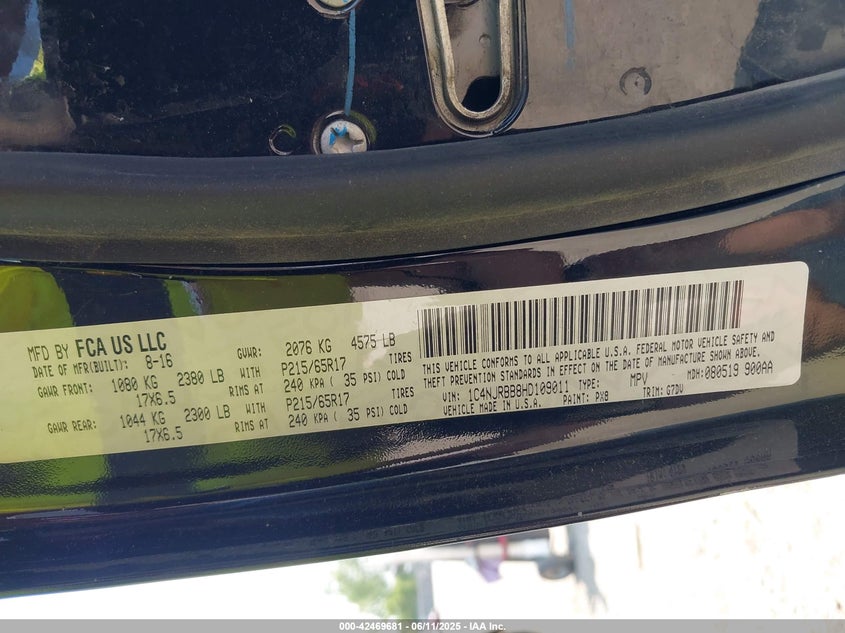 MFD BY FCA US LLC
DATE OF MFR(BUILT): 8-16
GVWR: 2076 KG 4575 LB
GAWR FRONT: 1080 KG 2380 LB
17X6.5
TIRES P215/65R17
RIMS AT 240 KPA ( 35 PSI) COLD
GAWR REAR: 1044 KG 2300 LB
17X6.5
TIRES P215/65R17
RIMS AT 240 KPA ( 35 PSI) COLD
THIS VEHICLE CONFORMS TO ALL APPLICABLE U.S.A. FEDERAL MOTOR VEHICLE SAFETY AND
THEFT PREVENTION STANDARDS IN EFFECT ON THE DATE OF MANUFACTURE SHOWN ABOVE.
VIN: 1C4NJRBB8HD109011 TYPE: MPV MDH:080519 900AA
VEHICLE MADE IN U.S.A. PAINT: PX8 TRIM: G7DV
000-42469681 - 06/11/2025 - IAA Inc.